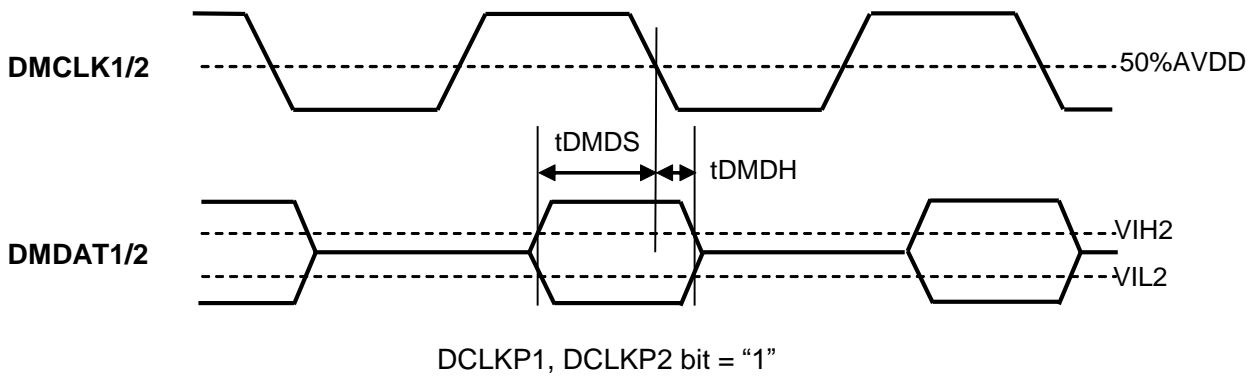 DMCLK1/2
50%AVDD
tDMDS
tDMDH
DMDAT1/2
VIH2
VIL2
DCLKP1, DCLKP2 bit = “1”